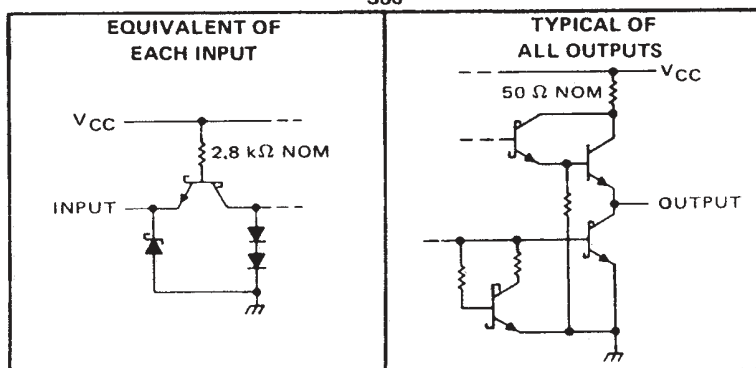 EQUIVALENT OF
EACH INPUT
VCC
2.8 kΩ NOM
INPUT
TYPICAL OF
ALL OUTPUTS
VCC
50 Ω NOM
OUTPUT